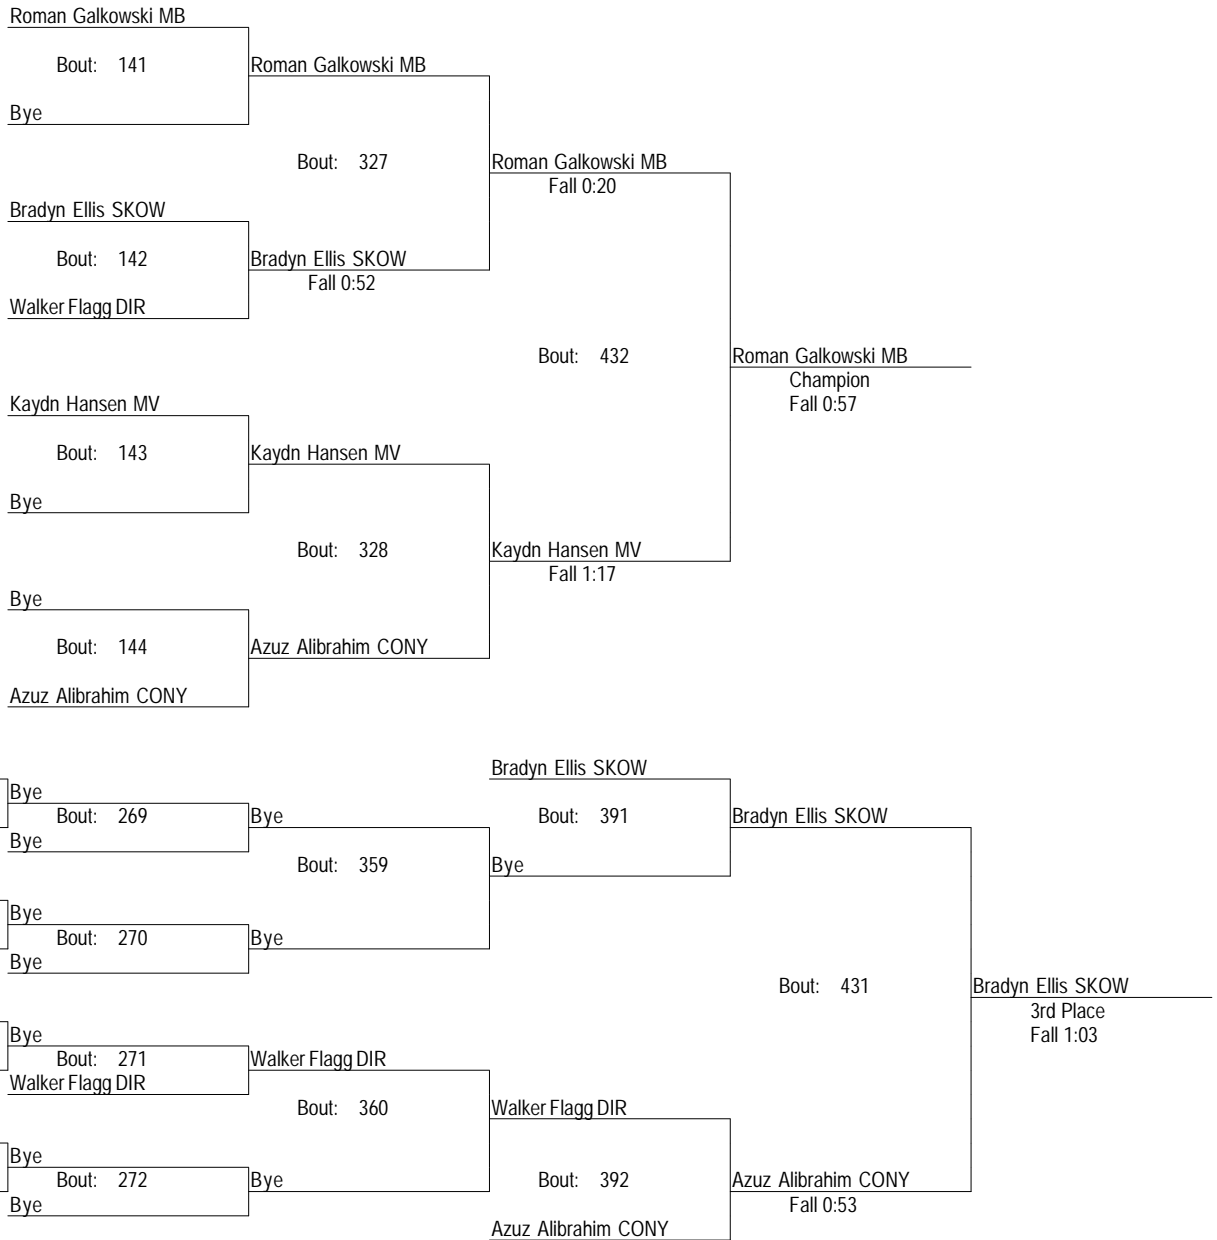 Roman Galkowski MB
Bout: 141
Roman Galkowski MB
Bye
Bout: 327
Roman Galkowski MB
Fall 0:20
Bradyn Ellis SKOW
Bout: 142
Bradyn Ellis SKOW
Fall 0:52
Walker Flagg DIR
Bout: 432
Roman Galkowski MB
Champion
Fall 0:57
Kaydn Hansen MV
Bout: 143
Kaydn Hansen MV
Bye
Bout: 328
Kaydn Hansen MV
Fall 1:17
Bye
Bout: 144
Azuz Alibrahim CONY
Azuz Alibrahim CONY
Bradyn Ellis SKOW
Bye
Bout: 269
Bye
Bout: 391
Bradyn Ellis SKOW
Bye
Bout: 359
Bye
Bye
Bout: 270
Bye
Bye
Bout: 431
Bradyn Ellis SKOW
3rd Place
Fall 1:03
Bye
Bout: 271
Walker Flagg DIR
Walker Flagg DIR
Bout: 360
Walker Flagg DIR
Bye
Bout: 272
Bye
Bout: 392
Azuz Alibrahim CONY
Fall 0:53
Bye
Azuz Alibrahim CONY